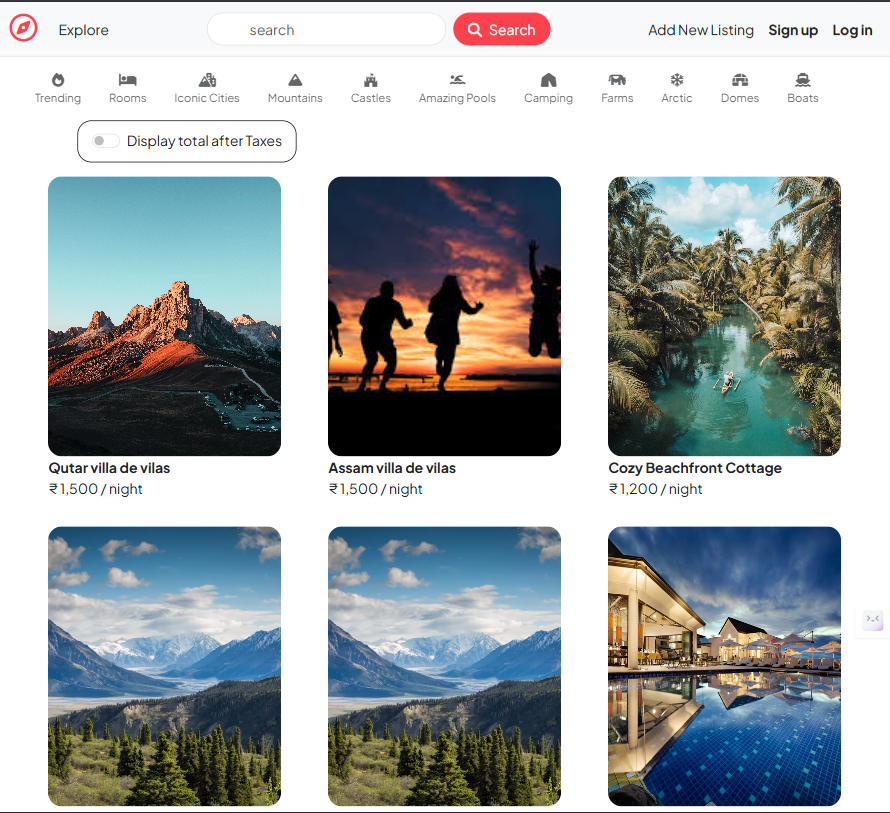 Explore search Search Add New Listing Sign up Log in
Trending Rooms Iconic Cities Mountains Castles Amazing Pools Camping Farms Arctic Domes Boats
Display total after Taxes
Qutar villa de vilas Assam villa de vilas Cozy Beachfront Cottage
₹1,500 / night ₹1,500 / night ₹1,200 / night